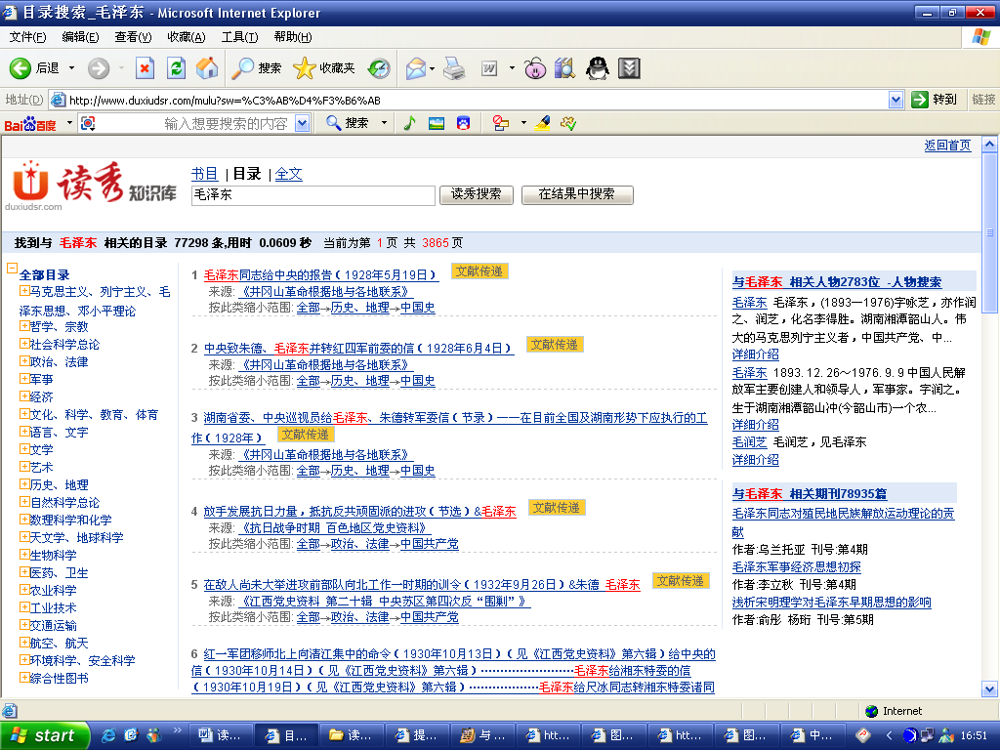 目录搜索_毛泽东 - Microsoft Internet Explorer
文件(F) 编辑(E) 查看(V) 收藏(A) 工具(T) 帮助(H)
后退 搜索 收藏夹
地址(D) http://www.duxiudsr.com/mulu?sw=%C3%AB%D4%F3%B6%AB 转到 链接
Bai百度 输入想要搜索的内容 搜索
返回首页
读秀知识库
duxiudsr.com
书目 | 目录 | 全文
毛泽东 读秀搜索 在结果中搜索
找到与 毛泽东 相关的目录 77298 条,用时 0.0609 秒 当前为第 1 页 共 3865 页
全部目录
马克思主义、列宁主义、毛
泽东思想、邓小平理论
哲学、宗教
社会科学总论
政治、法律
军事
经济
文化、科学、教育、体育
语言、文字
文学
艺术
历史、地理
自然科学总论
数理科学和化学
天文学、地球科学
生物科学
医药、卫生
农业科学
工业技术
交通运输
航空、航天
环境科学、安全科学
综合性图书
1 毛泽东同志给中央的报告(1928年5月19日) 文献传递
来源: 《井冈山革命根据地与各地联系》
按此类缩小范围: 全部→历史、地理→中国史
2 中央致朱德、毛泽东并转红四军前委的信(1928年6月4日) 文献传递
来源: 《井冈山革命根据地与各地联系》
按此类缩小范围: 全部→历史、地理→中国史
3 湖南省委、中央巡视员给毛泽东、朱德转军委信(节录)——在目前全国及湖南形势下应执行的工
作(1928年) 文献传递
来源: 《井冈山革命根据地与各地联系》
按此类缩小范围: 全部→历史、地理→中国史
4 放手发展抗日力量，抵抗反共顽固派的进攻(节选)&毛泽东 文献传递
来源: 《抗日战争时期 百色地区党史资料》
按此类缩小范围: 全部→政治、法律→中国共产党
5 在敌人尚未大举进攻前部队向北工作一时期的训令(1932年9月26日)&朱德 毛泽东 文献传递
来源: 《江西党史资料 第二十辑 中央苏区第四次反“围剿”》
按此类缩小范围: 全部→政治、法律→中国共产党
6 红一军团移师北上向清江集中的命令(1930年10月13日)(见《江西党史资料》第六辑)给中央的
信(1930年10月14日)(见《江西党史资料》第六辑)························毛泽东给湘东特委的信
(1930年10月19日)(见《江西党史资料》第六辑)··················毛泽东给尺冰同志转湘东特委诸同
与毛泽东 相关人物2783位 -人物搜索
毛泽东 毛泽东，(1893—1976)字咏芝，亦作润
之、润芝，化名李得胜。湖南湘潭韶山人。伟
大的马克思列宁主义者，中国共产党、中...
详细介绍
毛泽东 1893.12.26～1976.9.9 中国人民解
放军主要创建人和领导人，军事家。字润之。
生于湖南湘潭韶山冲(今韶山市)一个农...
详细介绍
毛润芝 毛润芝，见毛泽东
详细介绍
与毛泽东 相关期刊78935篇
毛泽东同志对殖民地民族解放运动理论的贡
献
作者:乌兰托亚 刊号:第4期
毛泽东军事经济思想初探
作者:李立秋 刊号:第4期
浅析宋明理学对毛泽东早期思想的影响
作者:俞彤 杨珩 刊号:第5期
Internet
start 读... 目... 读... 提... 与... htt... 图... htt... 图... 中... 16:51